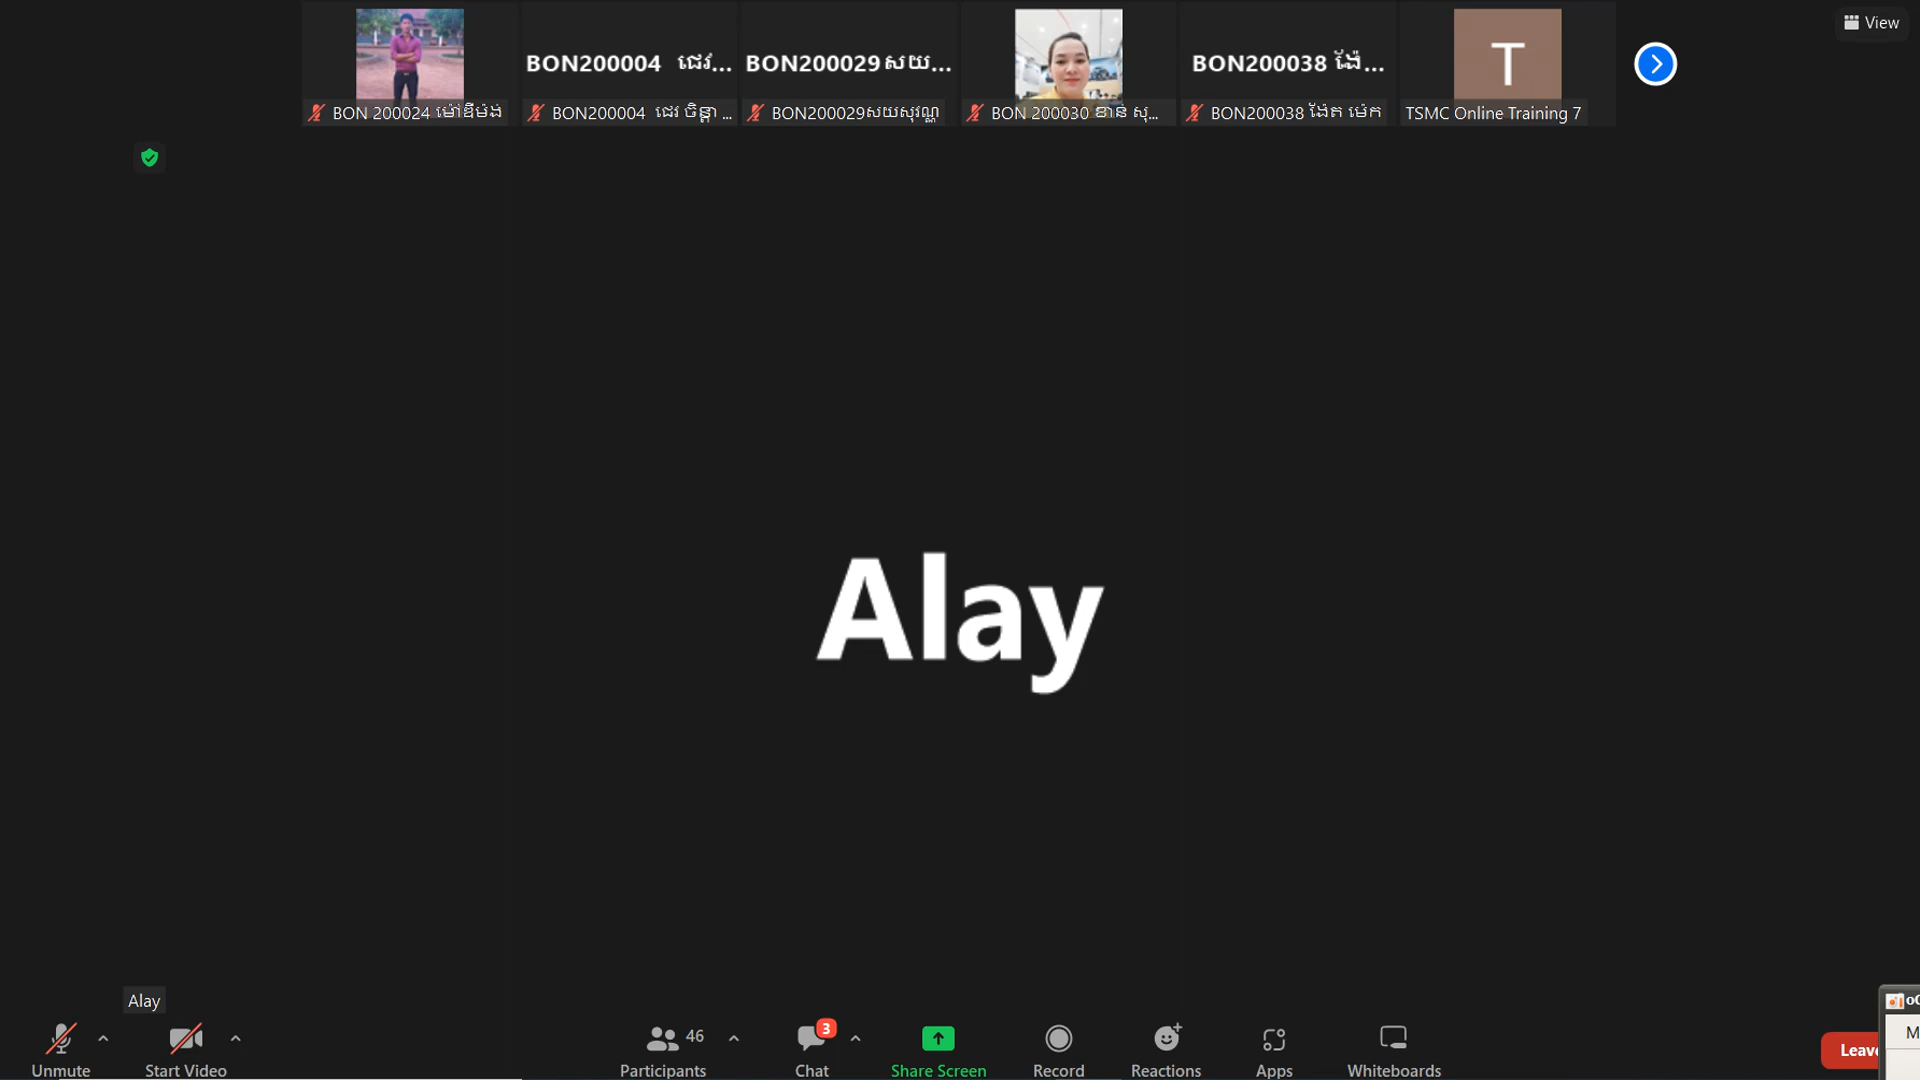 View
BON200004 ជេវ...
BON200029សយ...
BON200038 ង៉ែ...
T
BON 200024 ម៉ៅឌីម៉ង់
BON200004 ជេវ ចិន្តា ...
BON200029សយសុវណ្ណ
BON 200030 ខាន់ សុ...
BON200038 ង៉ែត ម៉េក
TSMC Online Training 7
Alay
Alay
46
3
Unmute
Start Video
Participants
Chat
Share Screen
Record
Reactions
Apps
Whiteboards